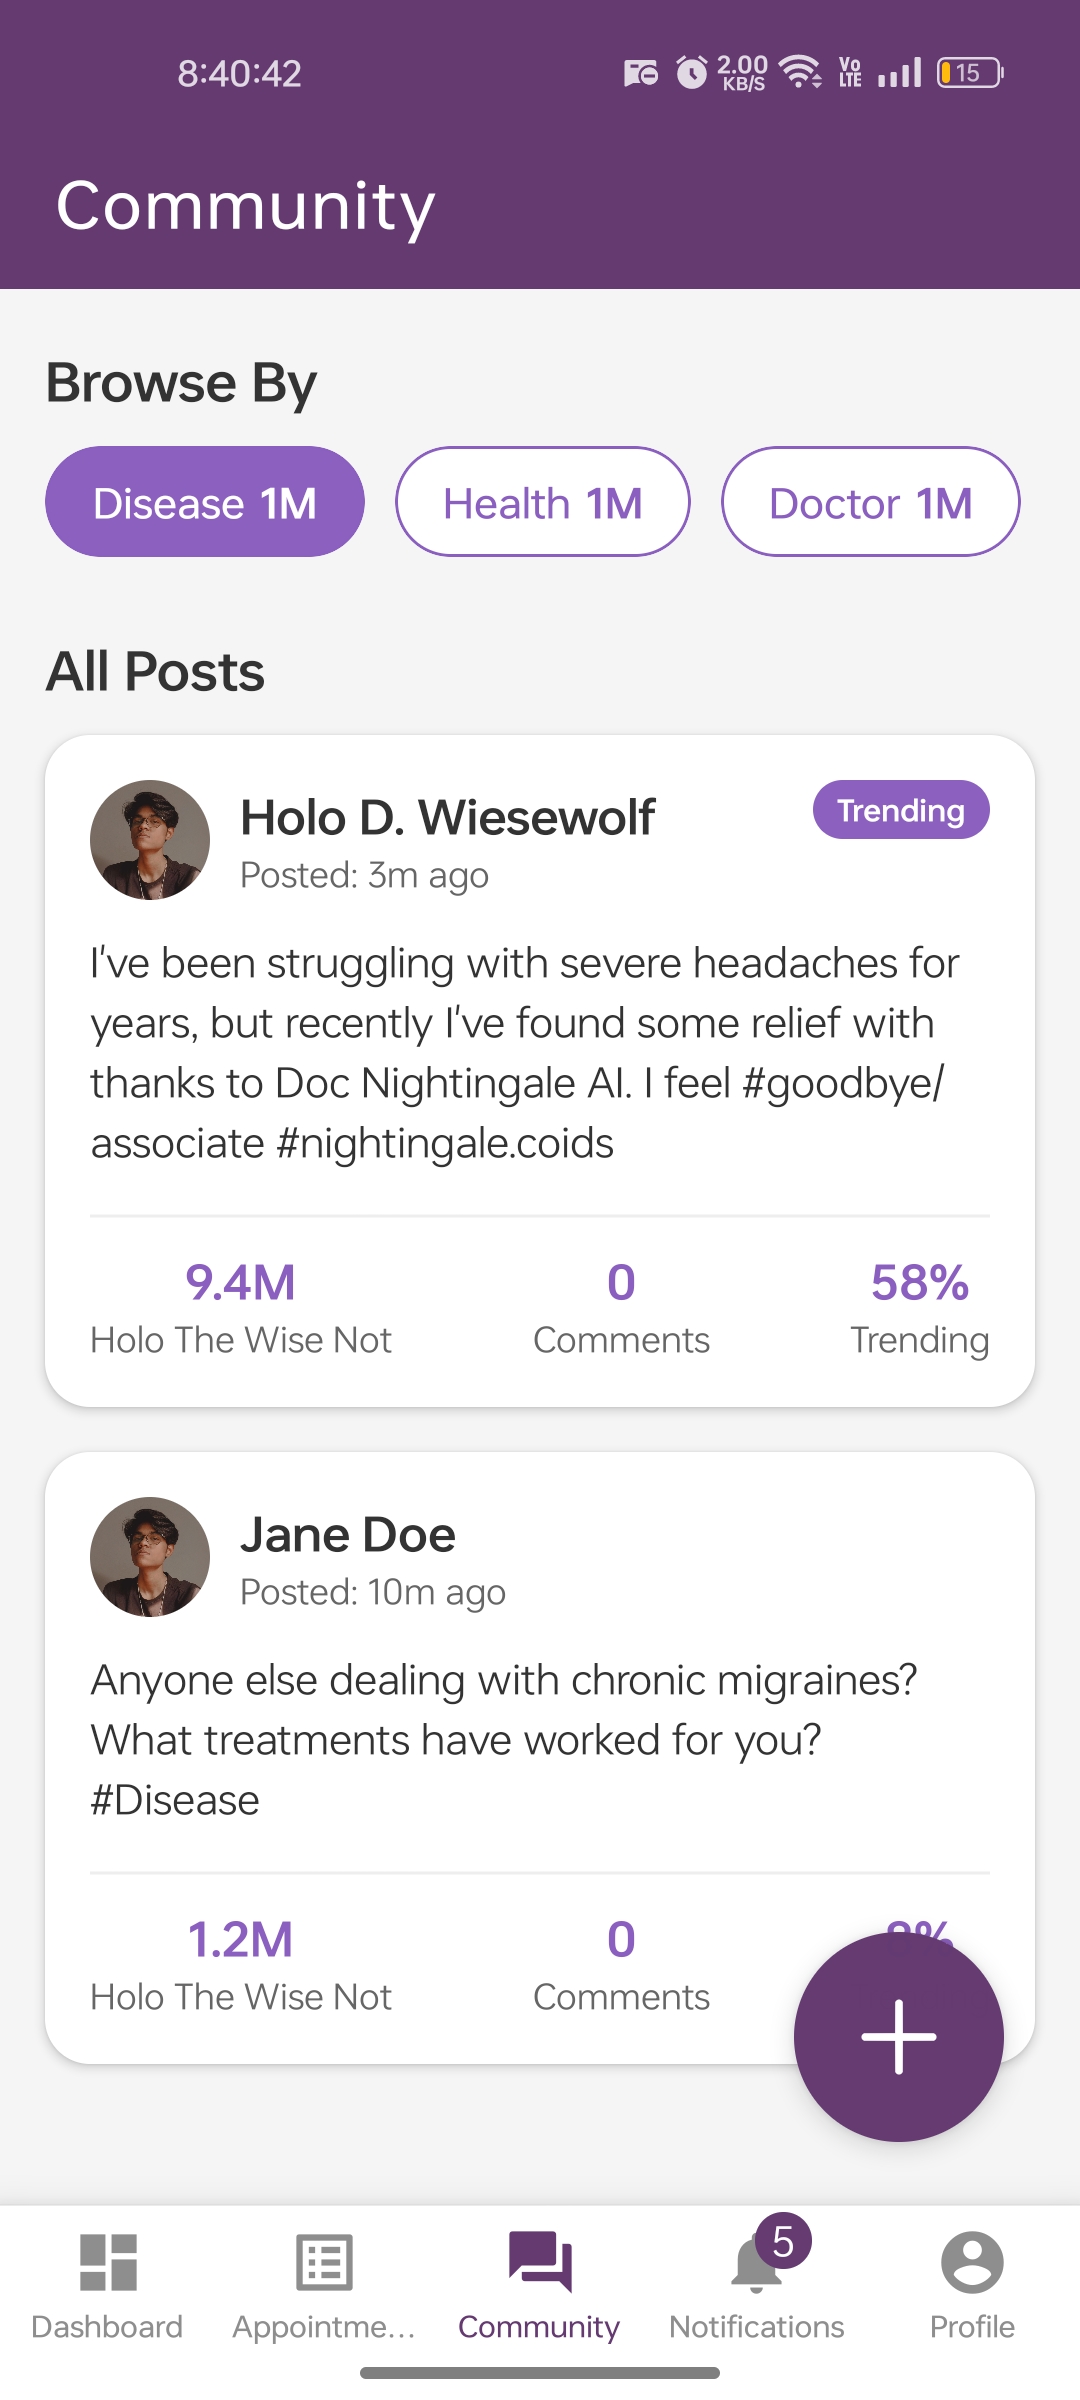 8:40:42
2.00
KB/S
Vo
LTE
15
Community
Browse By
Disease 1M
Health 1M
Doctor 1M
All Posts
Holo D. Wiesewolf
Trending
Posted: 3m ago
I've been struggling with severe headaches for
years, but recently I've found some relief with
thanks to Doc Nightingale AI. I feel #goodbye/
associate #nightingale.coids
9.4M
0
58%
Holo The Wise Not
Comments
Trending
Jane Doe
Posted: 10m ago
Anyone else dealing with chronic migraines?
What treatments have worked for you?
#Disease
1.2M
0
Holo The Wise Not
Comments
5
Dashboard
Appointme...
Community
Notifications
Profile